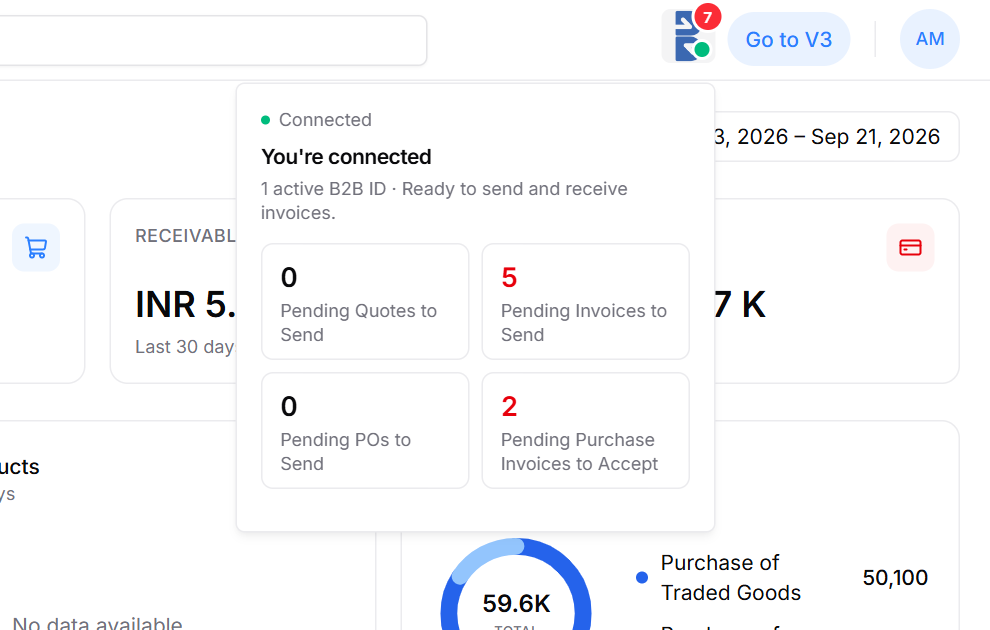 7
Go to V3
AM
Connected
You're connected
1 active B2B ID · Ready to send and receive
invoices.
3, 2026 – Sep 21, 2026
RECEIVABL
INR 5.
Last 30 day
7 K
0
Pending Quotes to
Send
5
Pending Invoices to
Send
0
Pending POs to
Send
2
Pending Purchase
Invoices to Accept
ucts
ys
No data available
59.6K
TOTAL
Purchase of
Traded Goods
50,100